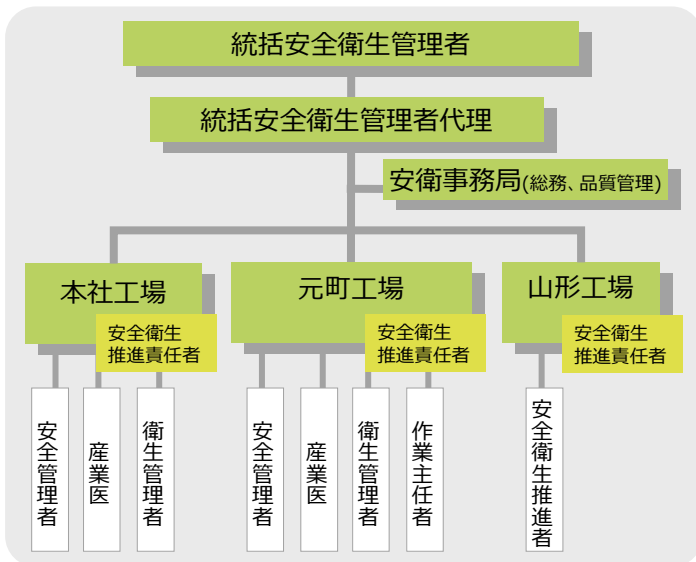 統括安全衛生管理者
統括安全衛生管理者代理
安衛事務局(総務、品質管理)
本社工場
安全衛生
推進責任者
元町工場
安全衛生
推進責任者
山形工場
安全衛生
推進責任者
安全管理者
産業医
衛生管理者
安全管理者
産業医
衛生管理者
作業主任者
安全衛生推進者